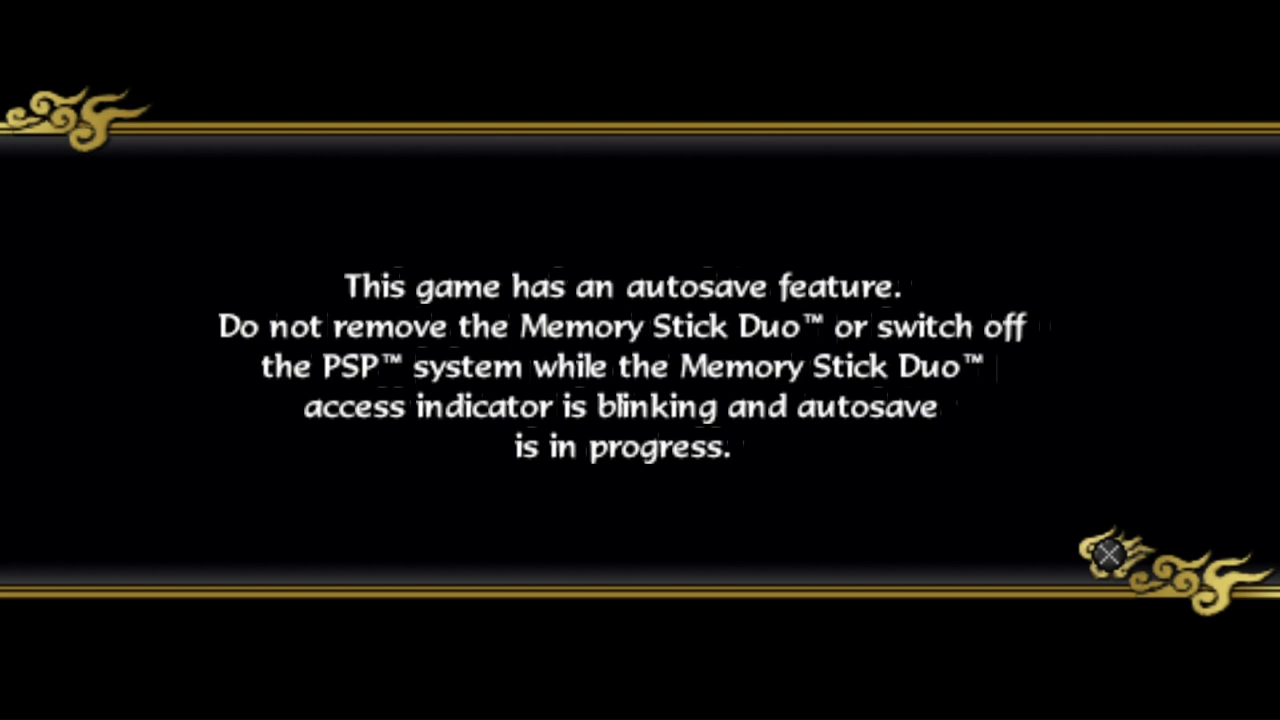 This game has an autosave feature.
Do not remove the Memory Stick Duo™ or switch off
the PSP™ system while the Memory Stick Duo™
access indicator is blinking and autosave
is in progress.